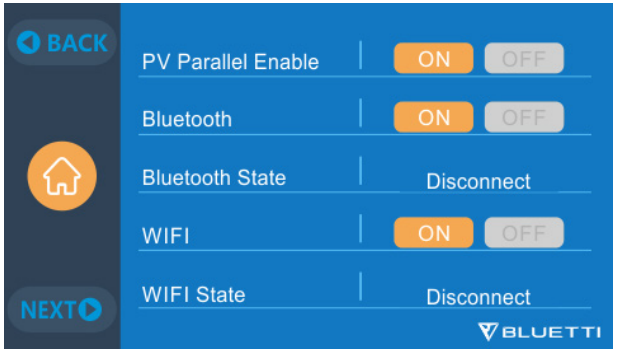 BACK
PV Parallel Enable ON OFF
Bluetooth ON OFF
Bluetooth State Disconnect
WIFI ON OFF
WIFI State Disconnect
NEXT
BLUETTI